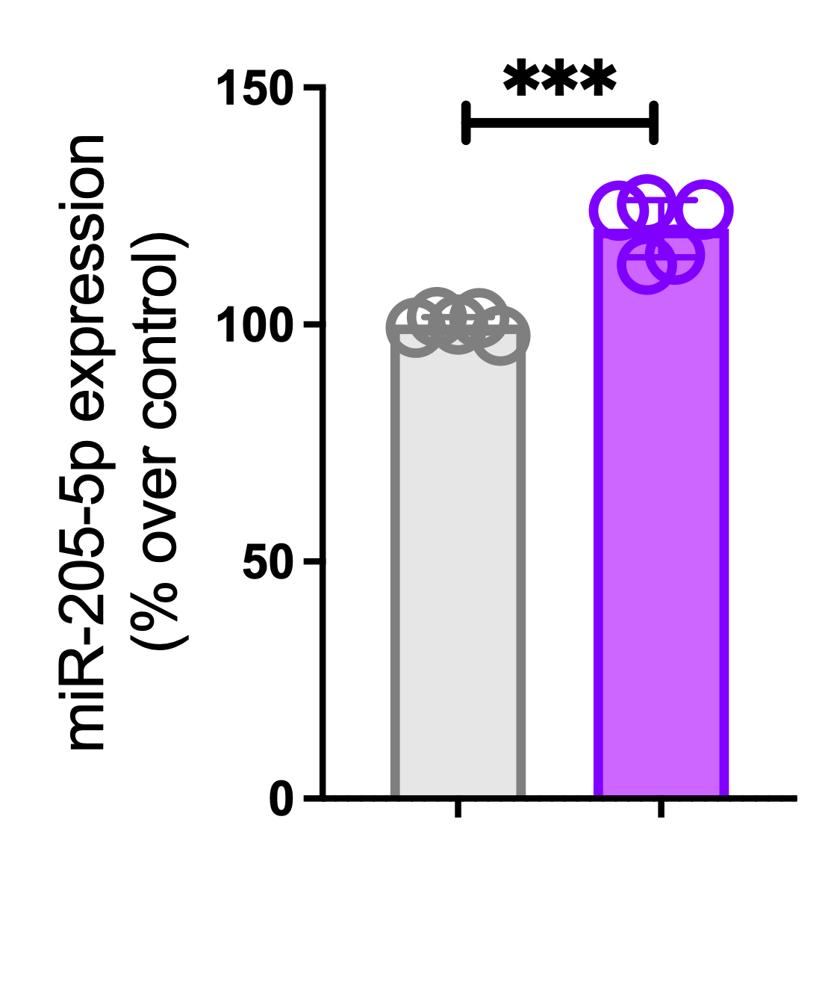 miR-205-5p expression
(% over control)
150
100
50
0
***